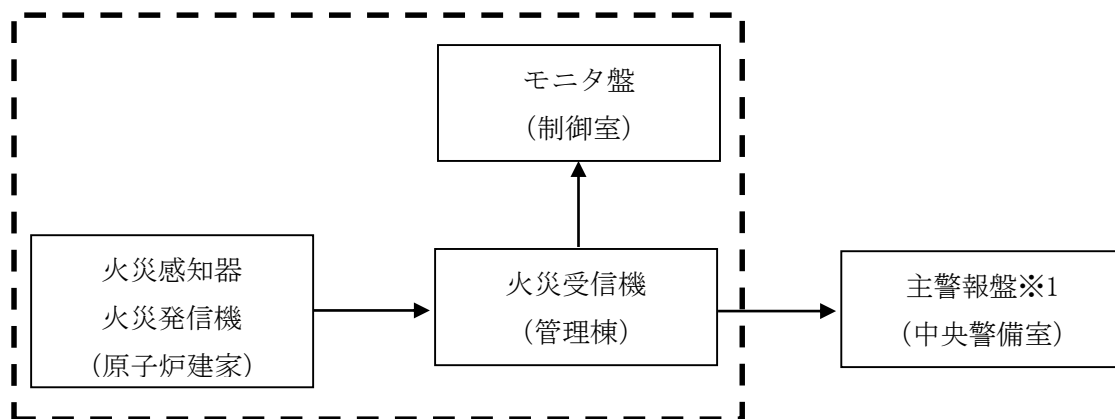 モニタ盤
（制御室）
火災感知器
火災発信機
（原子炉建家）
火災受信機
（管理棟）
主警報盤※1
（中央警備室）